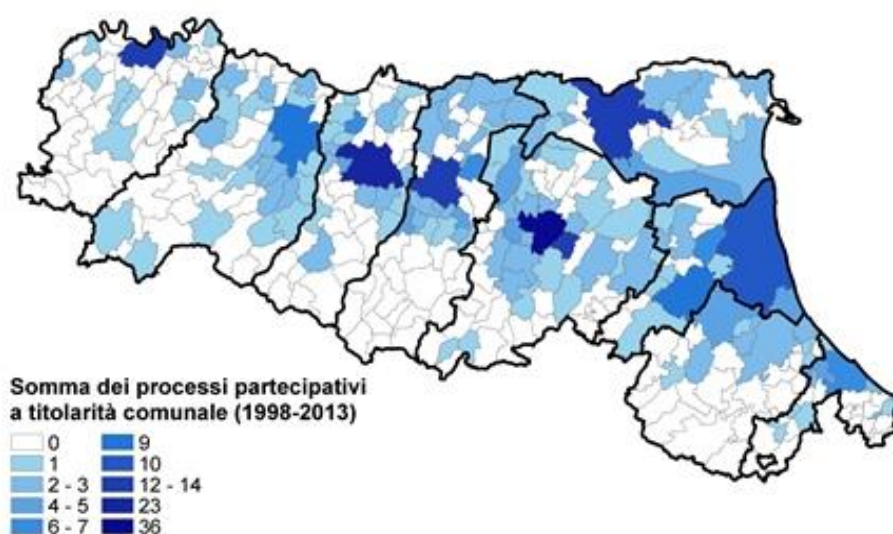 Somma dei processi partecipativi
a titolarità comunale (1998-2013)
0
1
2 - 3
4 - 5
6 - 7
9
10
12 - 14
23
36